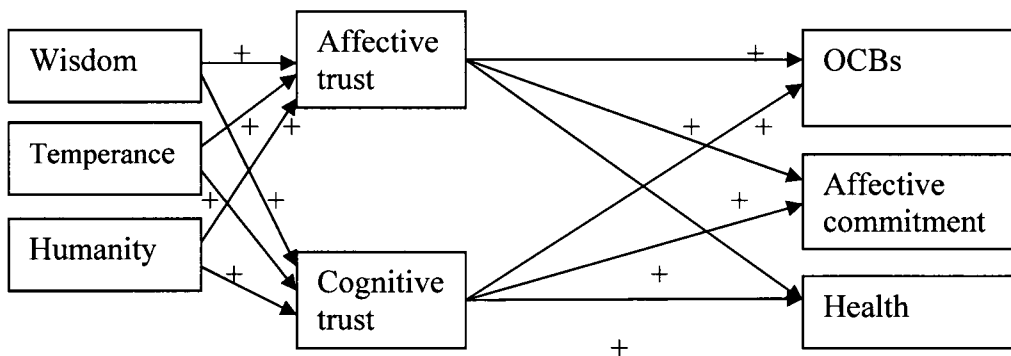 Wisdom
Temperance
Humanity
Affective
trust
Cognitive
trust
OCBs
Affective
commitment
Health
+
+
+
+
+
+
+
+
+
+
+
+